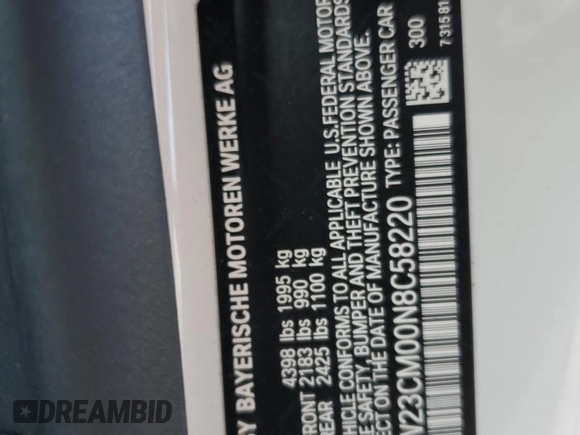 BY BAYERISCHE MOTOREN WERKE AG
4398 lbs 1995 kg
FRONT 2183 lbs 990 kg
REAR 2425 lbs 1100 kg
VEHICLE CONFORMS TO ALL APPLICABLE U.S.FEDERAL MOTOR
SAFETY, BUMPER AND THEFT PREVENTION STANDARDS
ON THE DATE OF MANUFACTURE SHOWN ABOVE.
V23CM00N8C58220 TYPE: PASSENGER CAR
300
731581
DREAMBID